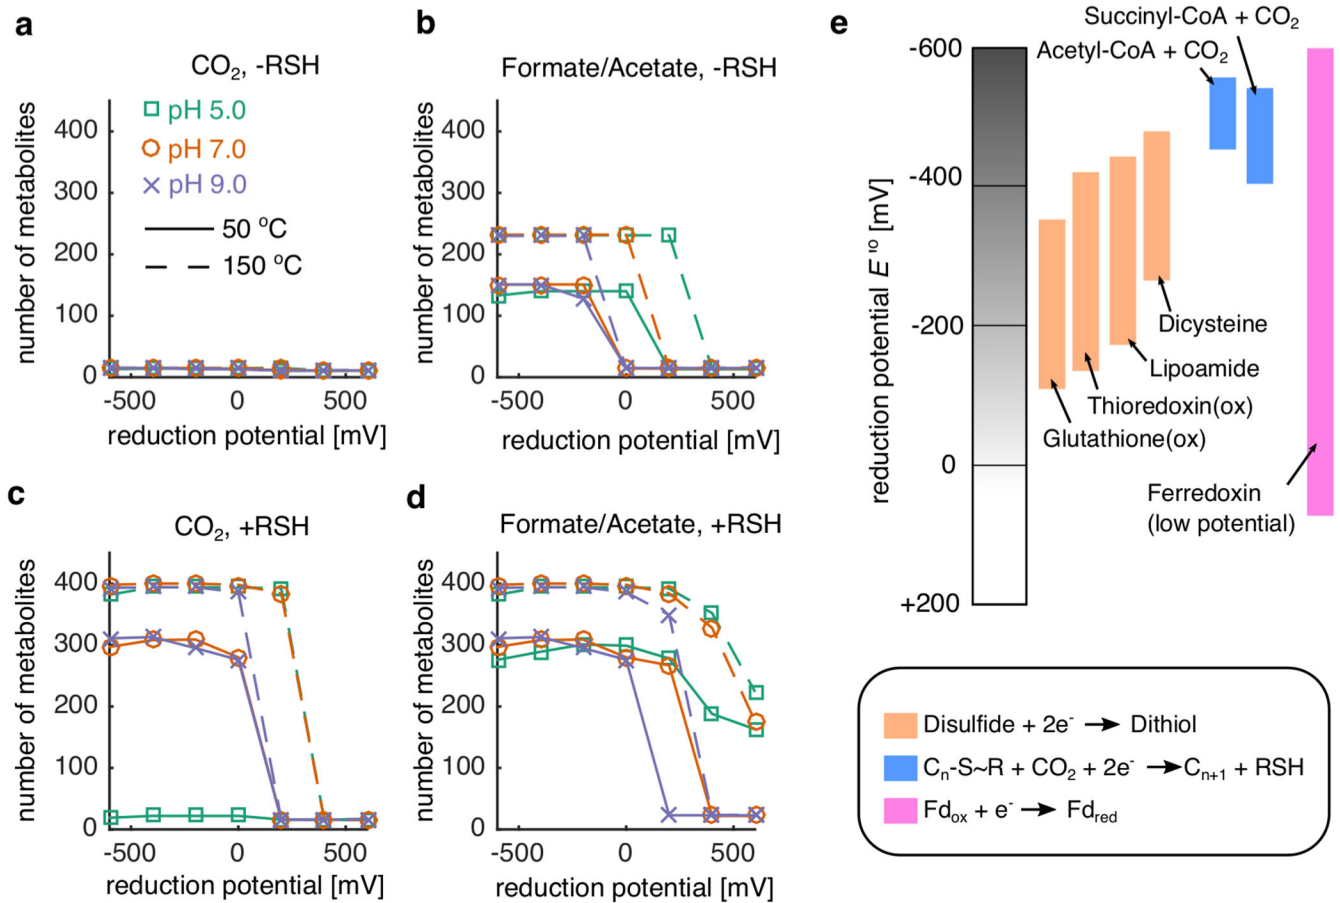 a
CO₂, -RSH
number of metabolites
400
300
200
100
0
pH 5.0
pH 7.0
pH 9.0
50 °C
150 °C
-500
0
500
reduction potential [mV]
b
Formate/Acetate, -RSH
number of metabolites
400
300
200
100
0
-500
0
500
reduction potential [mV]
c
CO₂, +RSH
number of metabolites
400
300
200
100
0
-500
0
500
reduction potential [mV]
d
Formate/Acetate, +RSH
number of metabolites
400
300
200
100
0
-500
0
500
reduction potential [mV]
e
Succinyl-CoA + CO₂
Acetyl-CoA + CO₂
reduction potential E'º [mV]
-600
-400
-200
0
+200
Dicysteine
Lipoamide
Thioredoxin(ox)
Glutathione(ox)
Ferredoxin
(low potential)
Disulfide + 2e⁻ → Dithiol
Cₙ-S~R + CO₂ + 2e⁻ → Cₙ₊₁ + RSH
Fdₒₓ + e⁻ → Fd_red